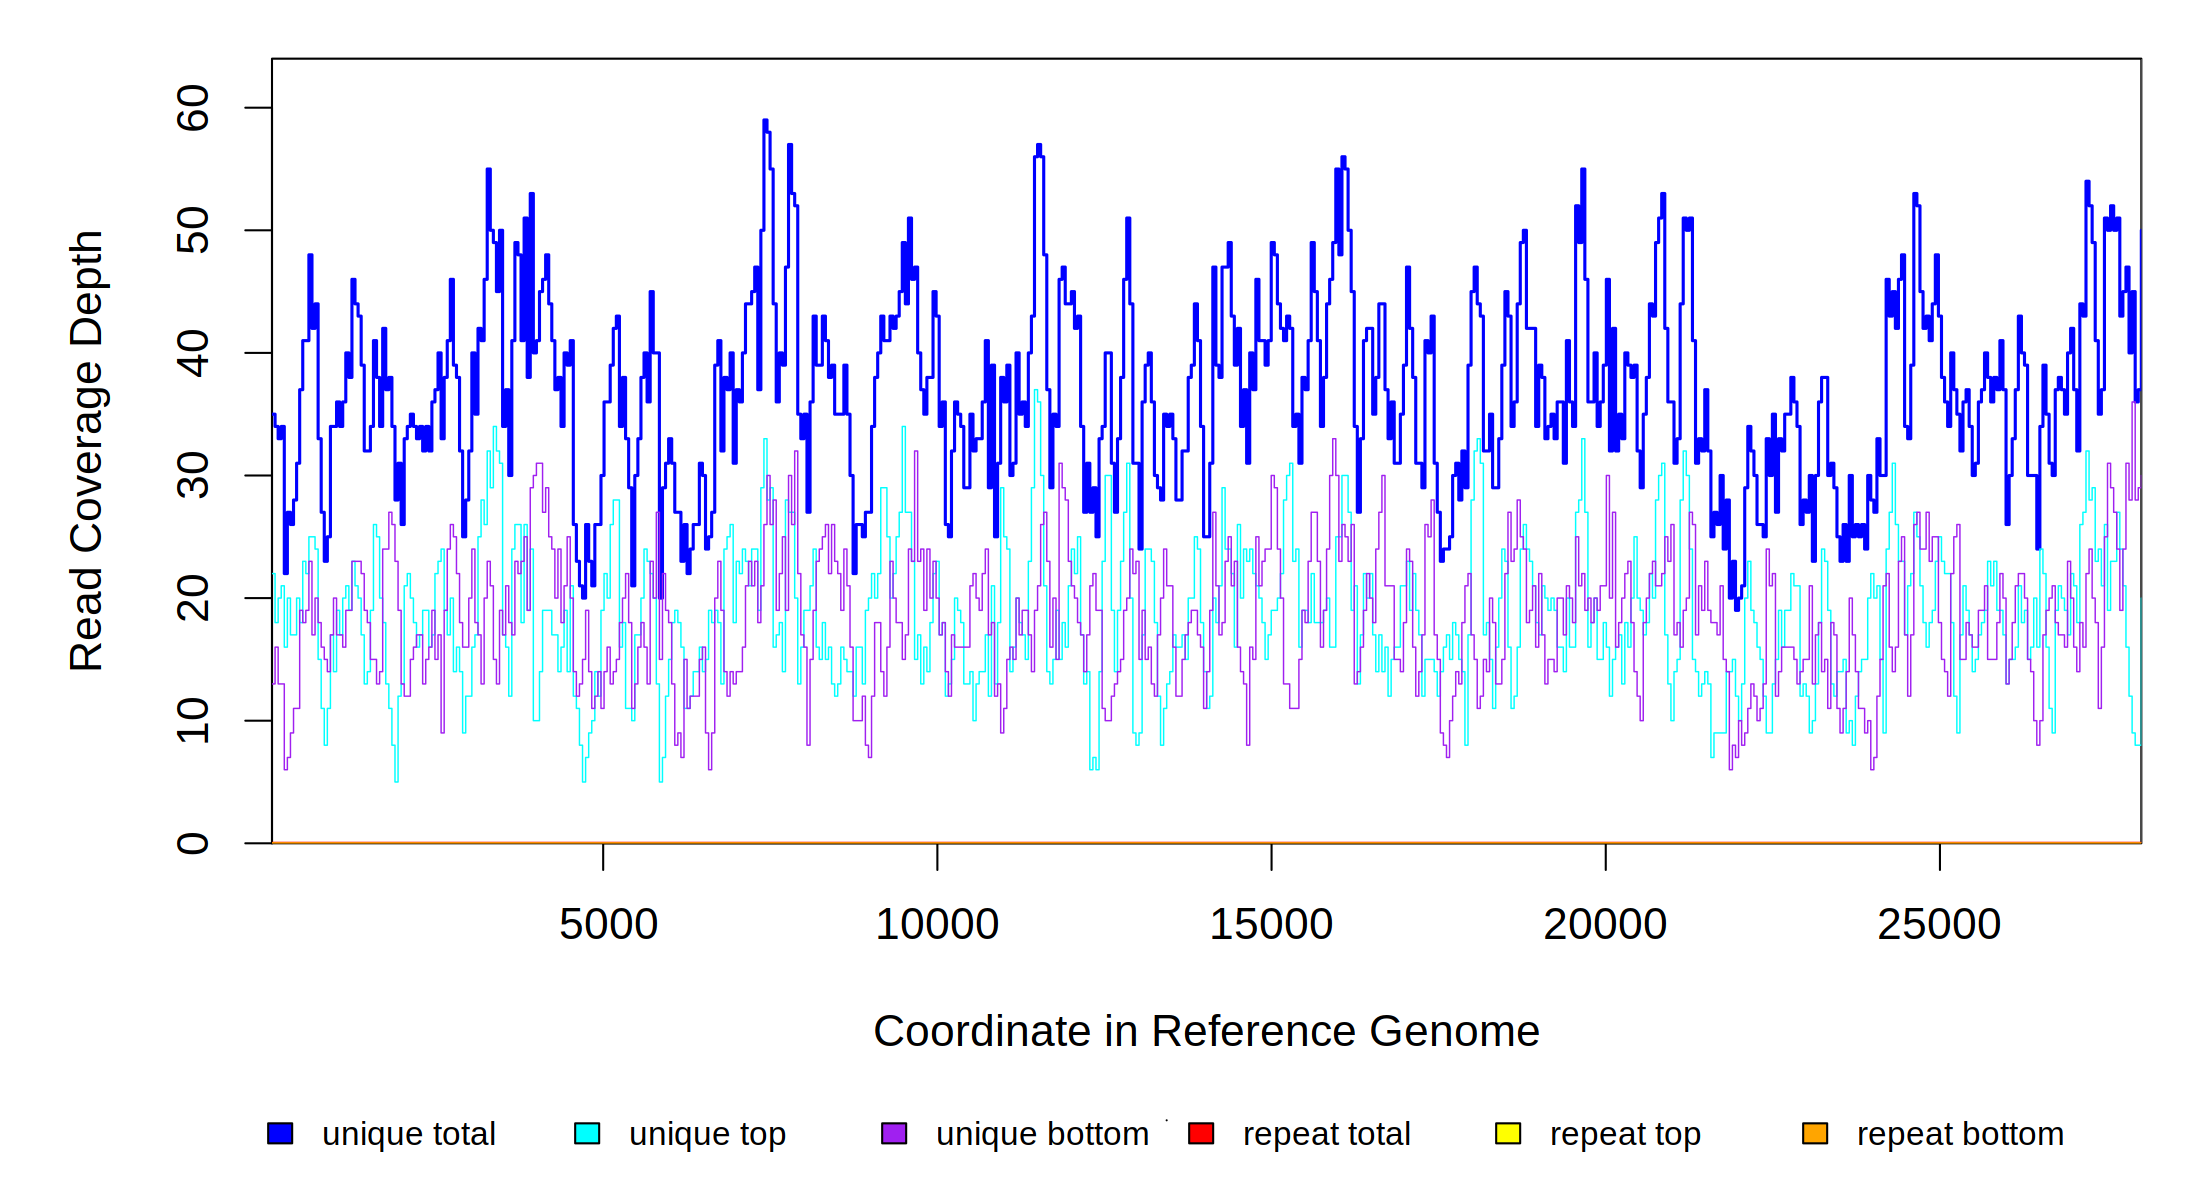 60
50
40
30
20
10
0
Read Coverage Depth
5000 10000 15000 20000 25000
Coordinate in Reference Genome
unique total unique top unique bottom repeat total repeat top repeat bottom